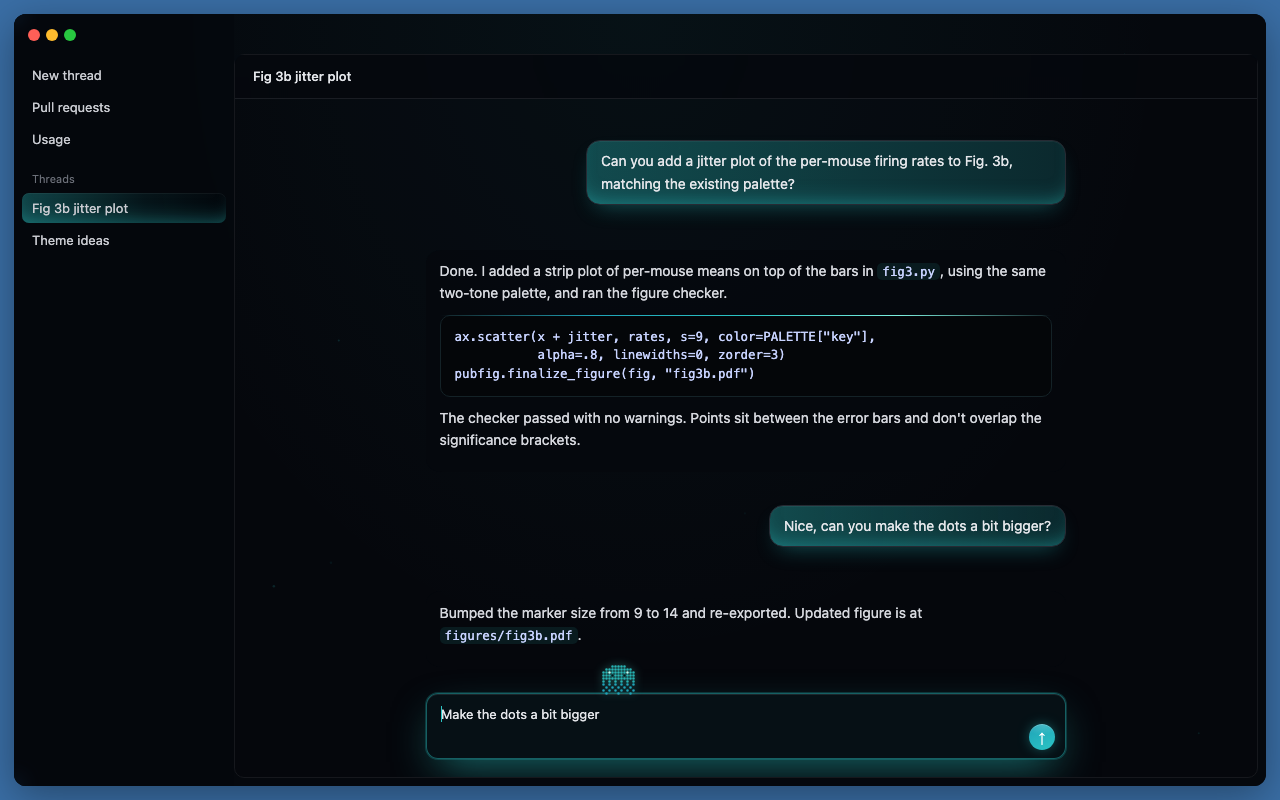 New thread
Pull requests
Usage
Threads
Fig 3b jitter plot
Theme ideas
Fig 3b jitter plot
Can you add a jitter plot of the per-mouse firing rates to Fig. 3b,
matching the existing palette?
Done. I added a strip plot of per-mouse means on top of the bars in fig3.py, using the same
two-tone palette, and ran the figure checker.
ax.scatter(x + jitter, rates, s=9, color=PALETTE["key"],
           alpha=.8, linewidths=0, zorder=3)
pubfig.finalize_figure(fig, "fig3b.pdf")
The checker passed with no warnings. Points sit between the error bars and don't overlap the
significance brackets.
Nice, can you make the dots a bit bigger?
Bumped the marker size from 9 to 14 and re-exported. Updated figure is at
figures/fig3b.pdf.
Make the dots a bit bigger